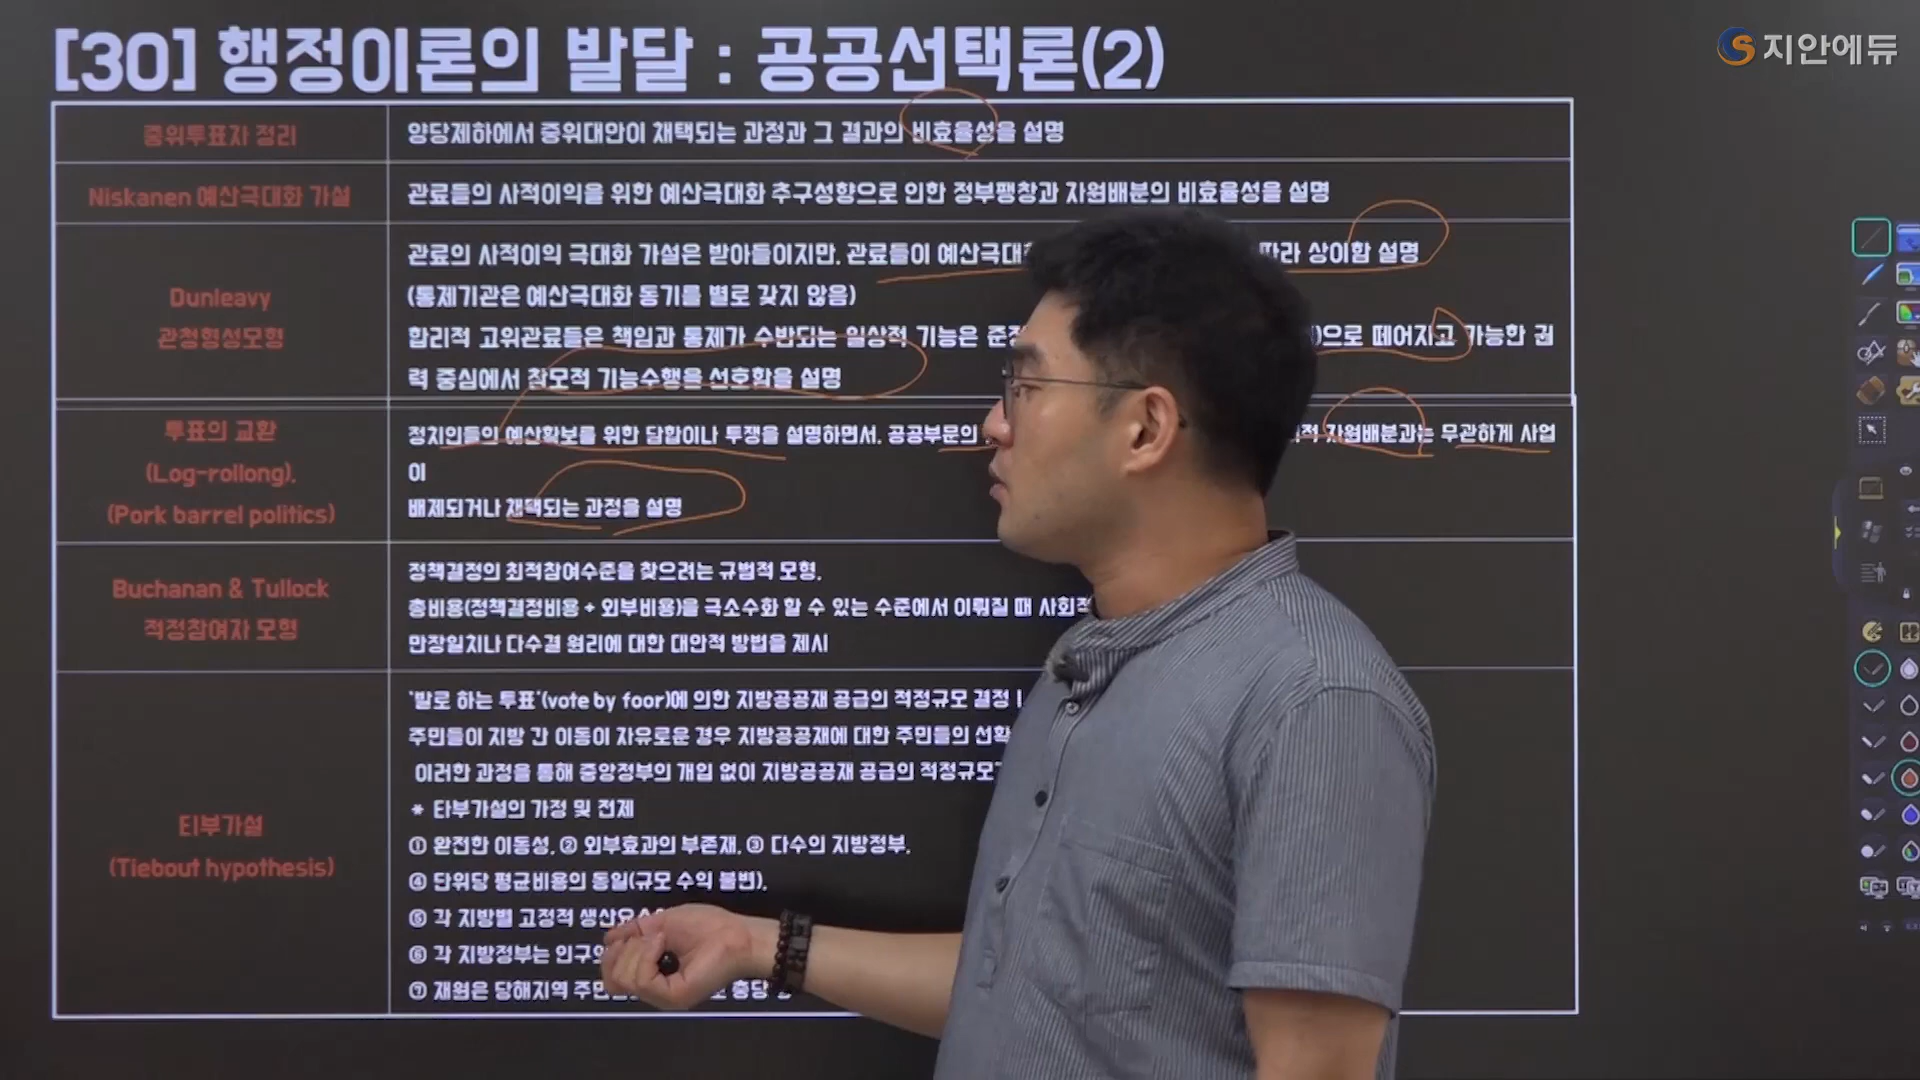 [30] 행정이론의 발달 : 공공선택론(2)
지안에듀
중위투표자 정리
양당제하에서 중위대안이 채택되는 과정과 그 결과의 비효율성을 설명
Niskanen 예산극대화 가설
관료들의 사적이익을 위한 예산극대화 추구성향으로 인한 정부팽창과 자원배분의 비효율성을 설명
Dunleavy
관청형성모형
관료의 사적이익 극대화 가설은 받아들이지만, 관료들이 예산극대 따라 상이함 설명
(통제기관은 예산극대화 동기를 별로 갖지 않음)
합리적 고위관료들은 책임과 통제가 수반되는 일상적 기능은 준정 )으로 떼어지고 가능한 권
력 중심에서 참모적 기능수행을 선호함을 설명
투표의 교환
(Log-rollong),
(Pork barrel politics)
정치인들의 예산확보를 위한 담합이나 투쟁을 설명하면서, 공공부문의 적 자원배분과는 무관하게 사업
이
배제되거나 채택되는 과정을 설명
Buchanan & Tullock
적정참여자 모형
정책결정의 최적참여수준을 찾으려는 규범적 모형,
총비용(정책결정비용 + 외부비용)을 극소수화 할 수 있는 수준에서 이뤄질 때 사회적
만장일치나 다수결 원리에 대한 대안적 방법을 제시
티부가설
(Tiebout hypothesis)
'발로 하는 투표'(vote by foor)에 의한 지방공공재 공급의 적정규모 결정
주민들이 지방 간 이동이 자유로운 경우 지방공공재에 대한 주민들의
이러한 과정을 통해 중앙정부의 개입 없이 지방공공재 공급의 적정규모
* 티부가설의 가정 및 전제
① 완전한 이동성, ② 외부효과의 부존재, ③ 다수의 지방정부,
④ 단위당 평균비용의 동일(규모 수익 불변),
⑤ 각 지방별 고정적 생산요소
⑥ 각 지방정부는 인구
⑦ 재원은 당해지역 주민 충당